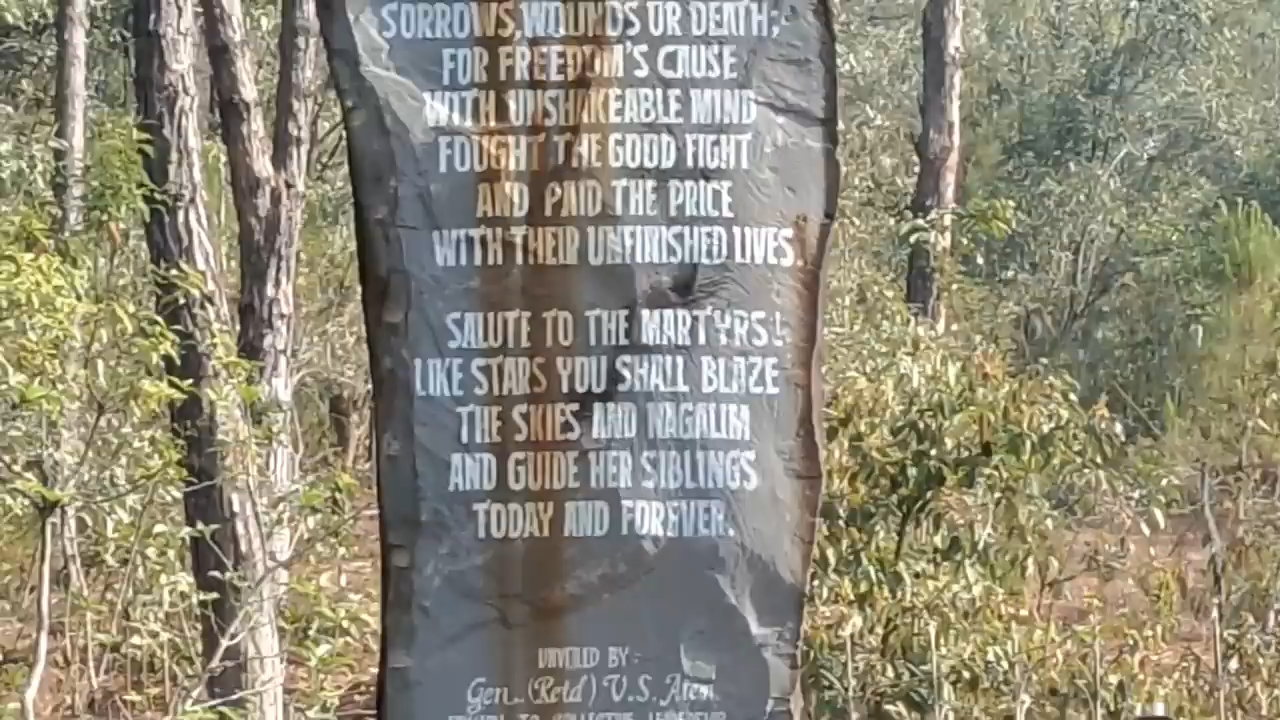 SORROWS, WOUNDS OR DEATH;
FOR FREEDOM'S CAUSE
WITH UNSHAKEABLE MIND
FOUGHT THE GOOD FIGHT
AND PAID THE PRICE
WITH THEIR UNFINISHED LIVES.
SALUTE TO THE MARTYRS!
LIKE STARS YOU SHALL BLAZE
THE SKIES AND NAGALIM
AND GUIDE HER SIBLINGS
TODAY AND FOREVER.
UNVEILED BY:
Gen. (Retd) V.S. Atem
TO COLLECTIVE